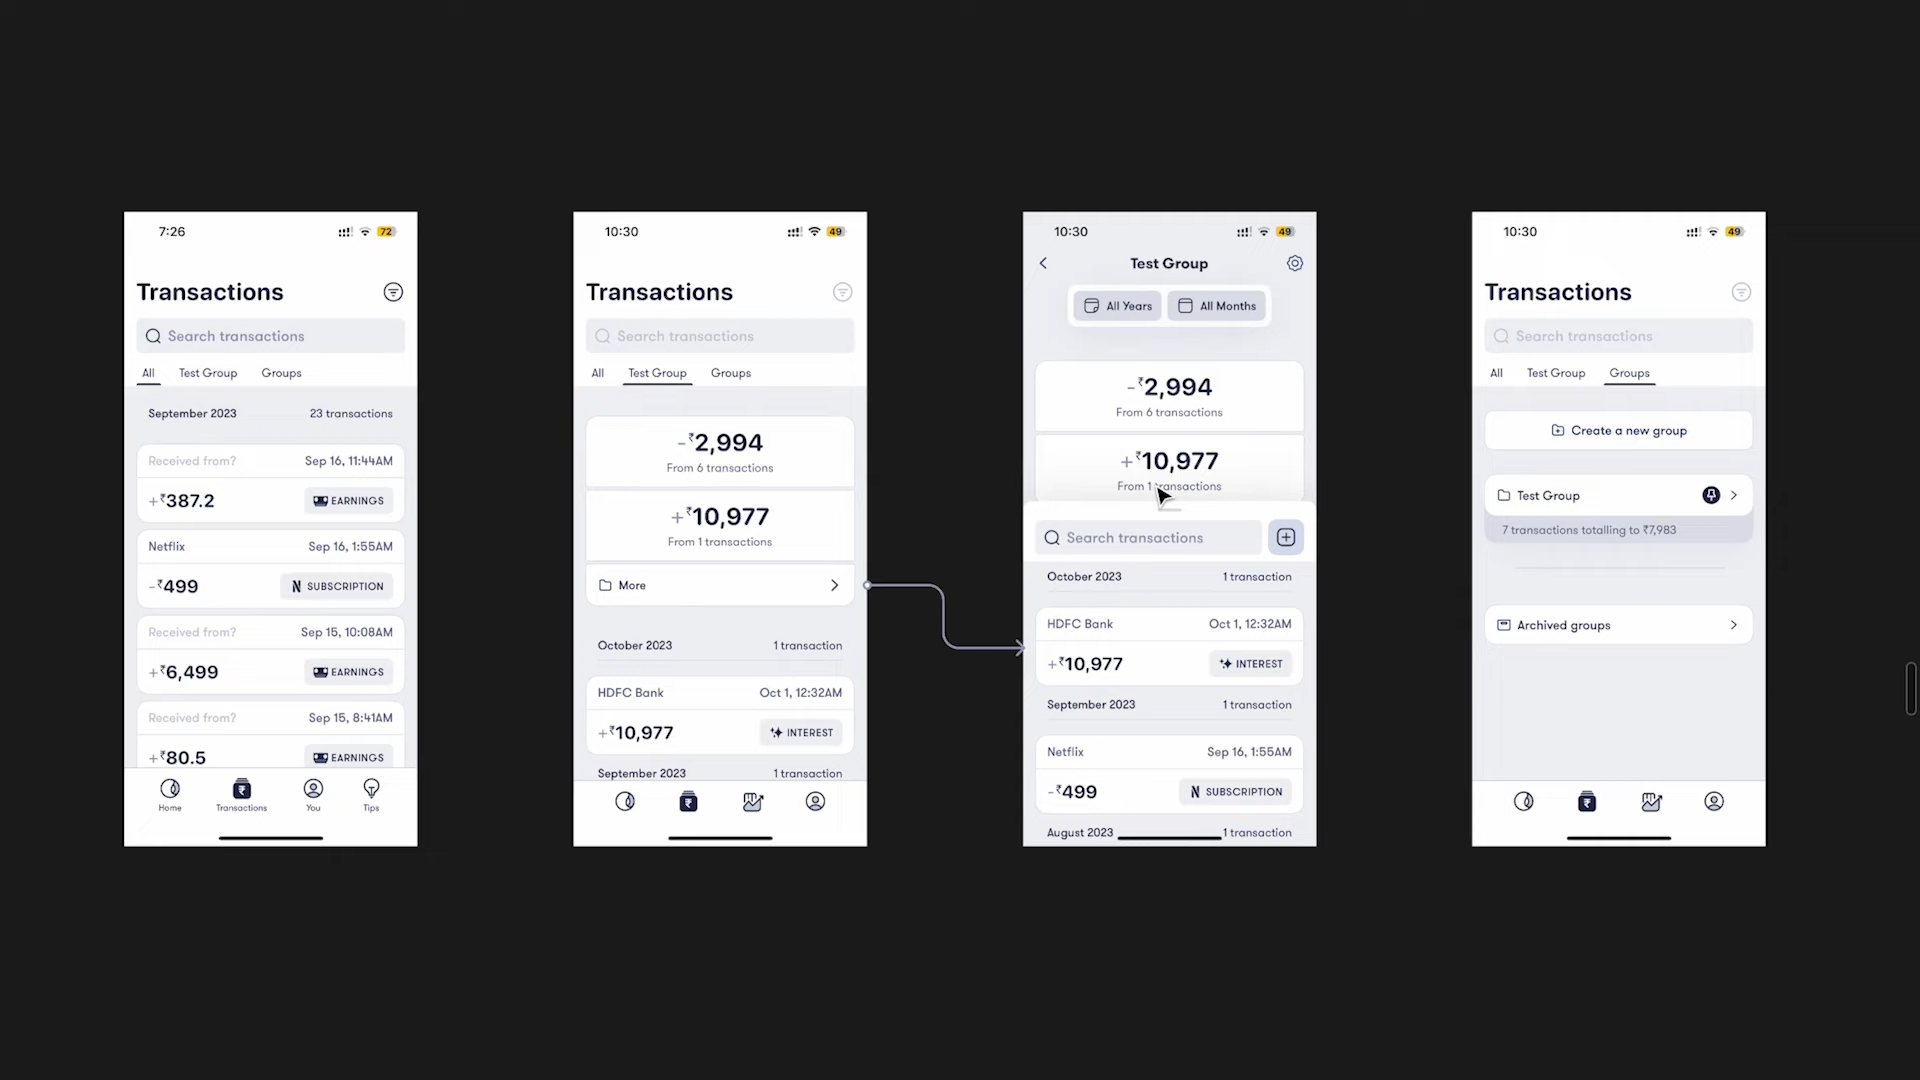 7:26
72
Transactions
Search transactions
All Test Group Groups
September 2023 23 transactions
Received from? Sep 16, 11:44AM
+₹387.2 EARNINGS
Netflix Sep 16, 1:55AM
-₹499 N SUBSCRIPTION
Received from? Sep 15, 10:08AM
+₹6,499 EARNINGS
Received from? Sep 15, 8:41AM
+₹80.5 EARNINGS
Home Transactions You Tips
10:30
49
Transactions
Search transactions
All Test Group Groups
-₹2,994
From 6 transactions
+₹10,977
From 1 transactions
More
October 2023 1 transaction
HDFC Bank Oct 1, 12:32AM
+₹10,977 INTEREST
September 2023 1 transaction
10:30
49
Test Group
All Years All Months
-₹2,994
From 6 transactions
+₹10,977
From 1 transactions
Search transactions
October 2023 1 transaction
HDFC Bank Oct 1, 12:32AM
+₹10,977 INTEREST
September 2023 1 transaction
Netflix Sep 16, 1:55AM
-₹499 N SUBSCRIPTION
August 2023 1 transaction
10:30
49
Transactions
Search transactions
All Test Group Groups
Create a new group
Test Group
7 transactions totalling to ₹7,983
Archived groups